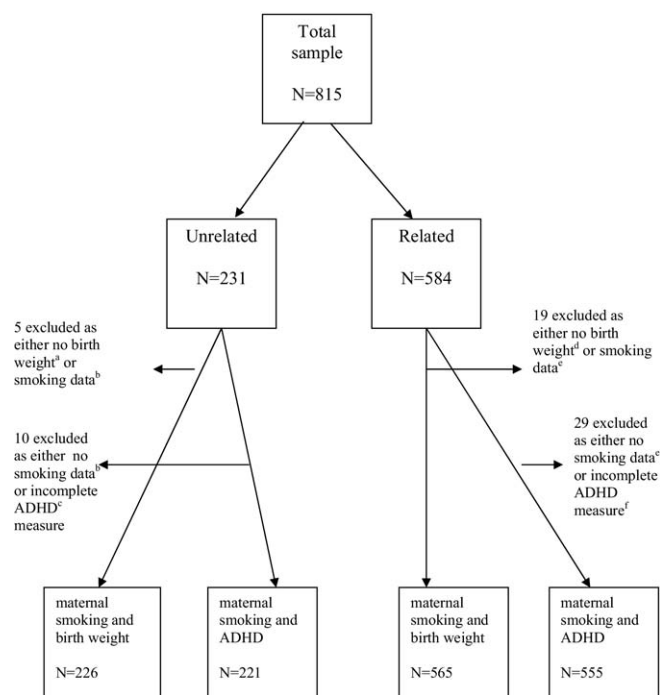 Total
sample
N=815
Unrelated
N=231
Related
N=584
5 excluded as
either no birth
weightᵃ or
smoking dataᵇ
19 excluded as
either no birth
weightᵈ or smoking
dataᵉ
10 excluded
as either no
smoking dataᵇ
or incomplete
ADHDᶜ
measure
29 excluded
as either no
smoking dataᵉ
or incomplete
ADHD
measureᶠ
maternal
smoking and
birth weight
N=226
maternal
smoking and
ADHD
N=221
maternal
smoking and
birth weight
N=565
maternal
smoking and
ADHD
N=555